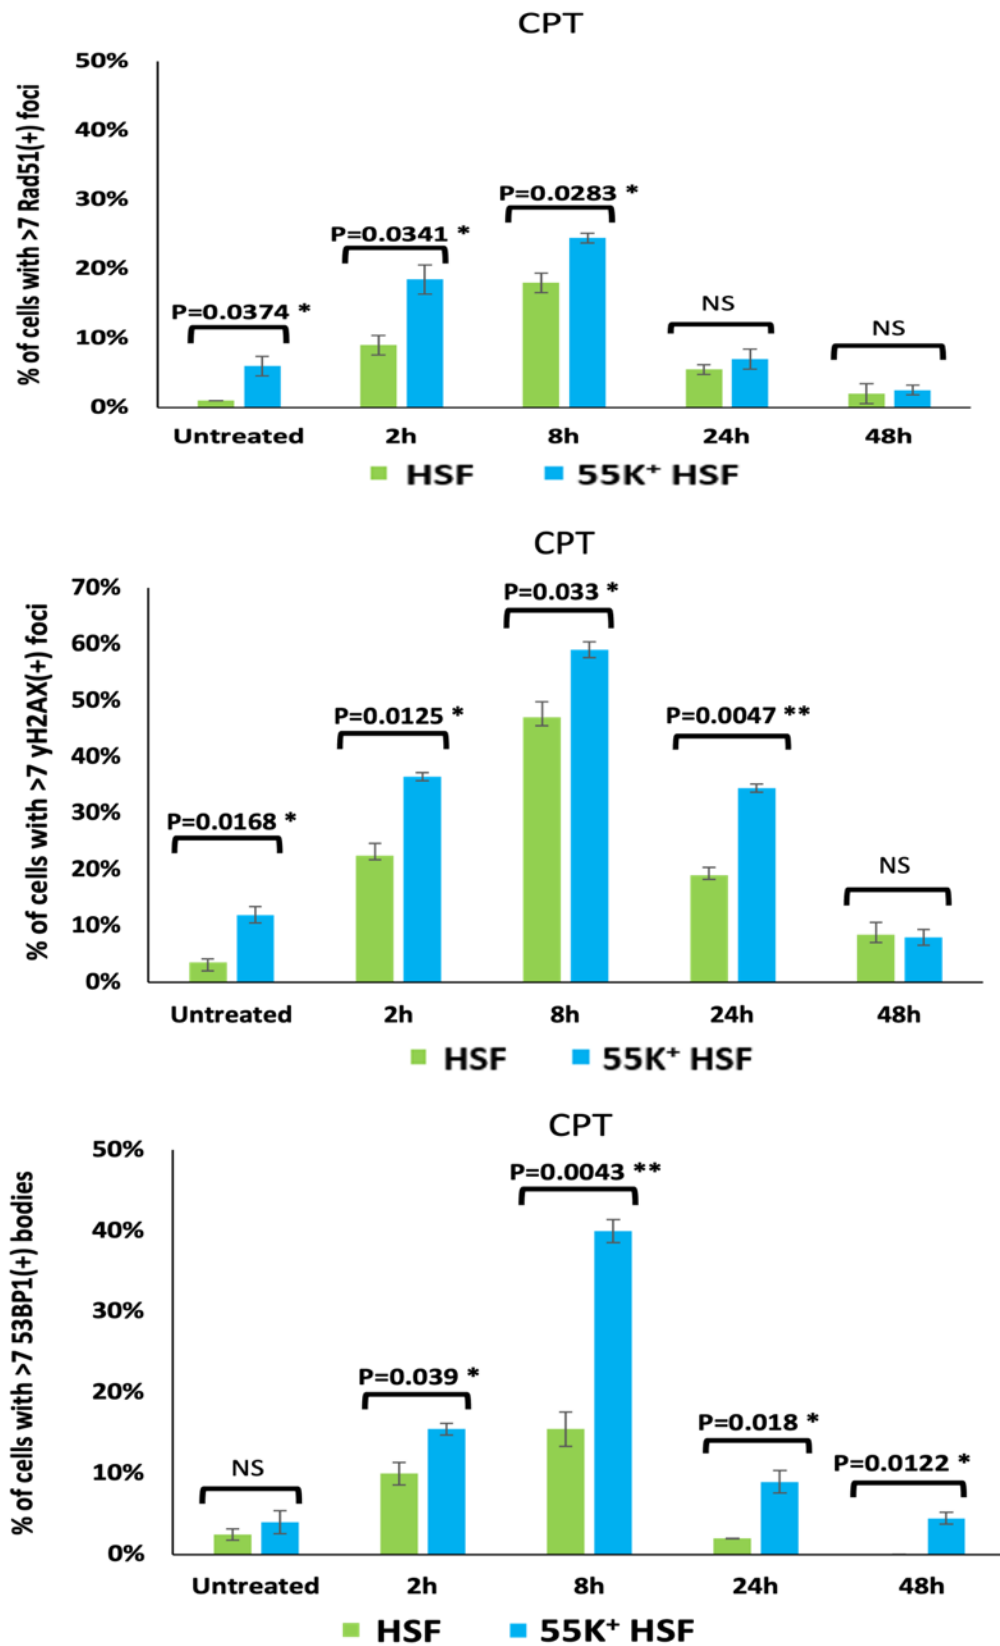 CPT
% of cells with >7 Rad51(+) foci
50%
40%
30%
20%
10%
0%
P=0.0374 *
P=0.0341 *
P=0.0283 *
NS
NS
Untreated 2h 8h 24h 48h
HSF 55K⁺ HSF
CPT
% of cells with >7 yH2AX(+) foci
70%
60%
50%
40%
30%
20%
10%
0%
P=0.0168 *
P=0.0125 *
P=0.033 *
P=0.0047 **
NS
Untreated 2h 8h 24h 48h
HSF 55K⁺ HSF
CPT
% of cells with >7 53BP1(+) bodies
50%
40%
30%
20%
10%
0%
NS
P=0.039 *
P=0.0043 **
P=0.018 *
P=0.0122 *
Untreated 2h 8h 24h 48h
HSF 55K⁺ HSF